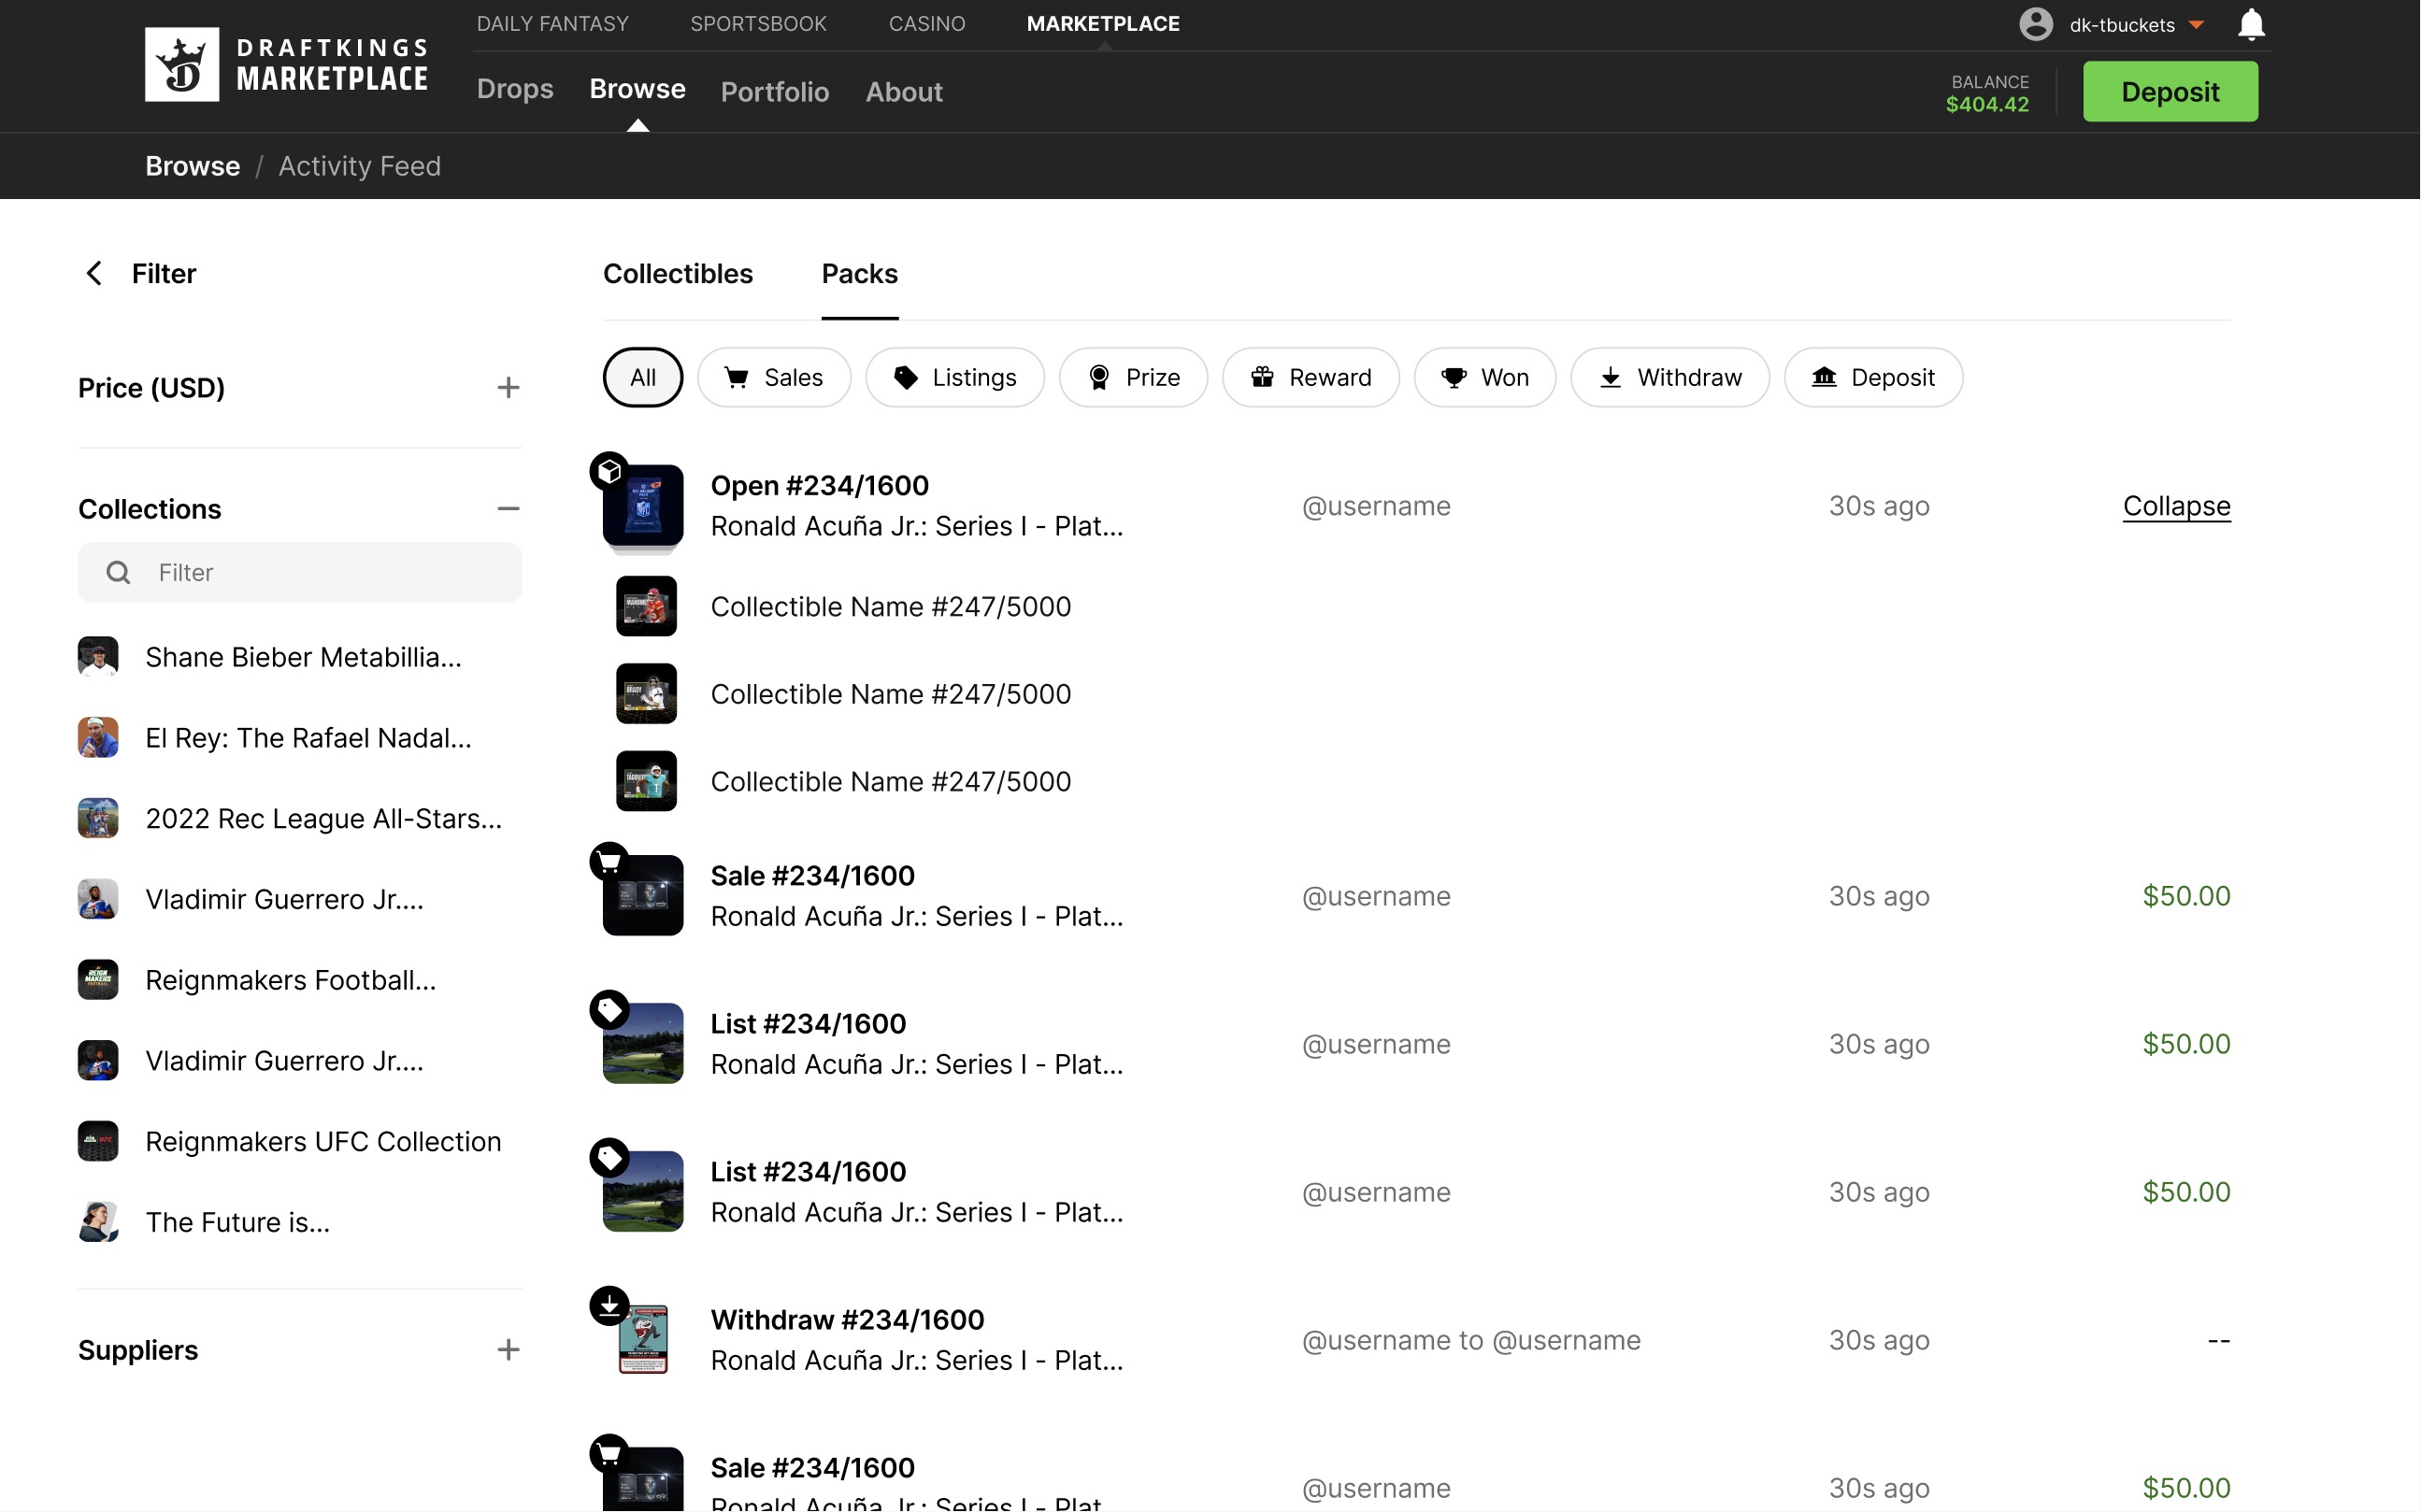 DAILY FANTASY SPORTSBOOK CASINO MARKETPLACE
dk-tbuckets
DRAFTKINGS
MARKETPLACE
Drops Browse Portfolio About
BALANCE
$404.42
Deposit
Browse / Activity Feed
Filter
Price (USD)
Collections
Filter
Shane Bieber Metabillia...
El Rey: The Rafael Nadal...
2022 Rec League All-Stars...
Vladimir Guerrero Jr....
Reignmakers Football...
Vladimir Guerrero Jr....
Reignmakers UFC Collection
The Future is...
Suppliers
Collectibles Packs
All Sales Listings Prize Reward Won Withdraw Deposit
Open #234/1600
Ronald Acuña Jr.: Series I - Plat...
@username 30s ago Collapse
Collectible Name #247/5000
Collectible Name #247/5000
Collectible Name #247/5000
Sale #234/1600
Ronald Acuña Jr.: Series I - Plat...
@username 30s ago $50.00
List #234/1600
Ronald Acuña Jr.: Series I - Plat...
@username 30s ago $50.00
List #234/1600
Ronald Acuña Jr.: Series I - Plat...
@username 30s ago $50.00
Withdraw #234/1600
Ronald Acuña Jr.: Series I - Plat...
@username to @username 30s ago --
Sale #234/1600
Ronald Acuña Jr.: Series I - Plat
@username 30s ago $50.00